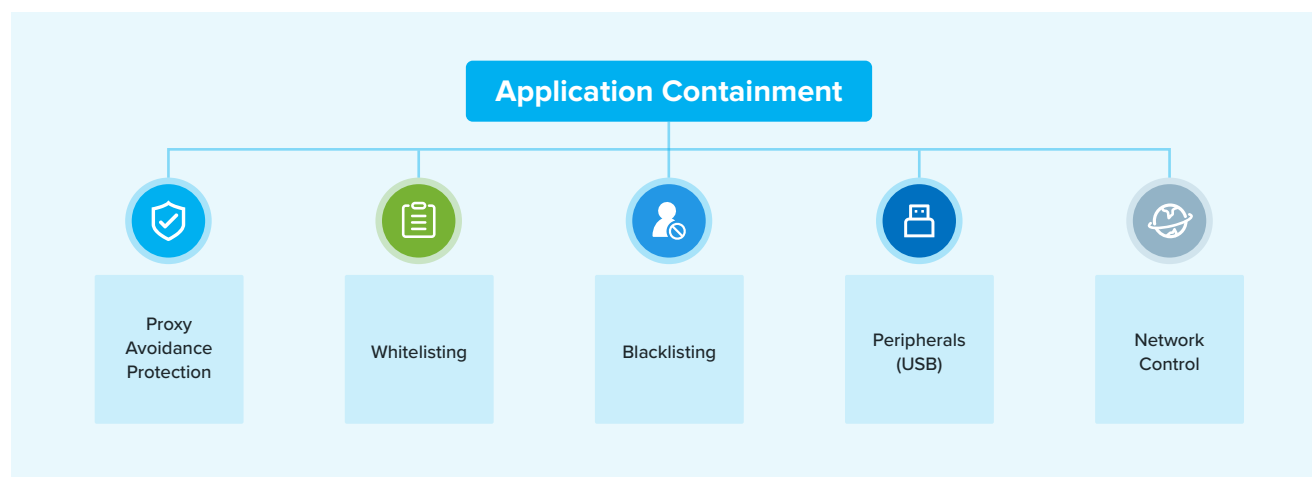 Application Containment
Proxy
Avoidance
Protection
Whitelisting
Blacklisting
Peripherals
(USB)
Network
Control